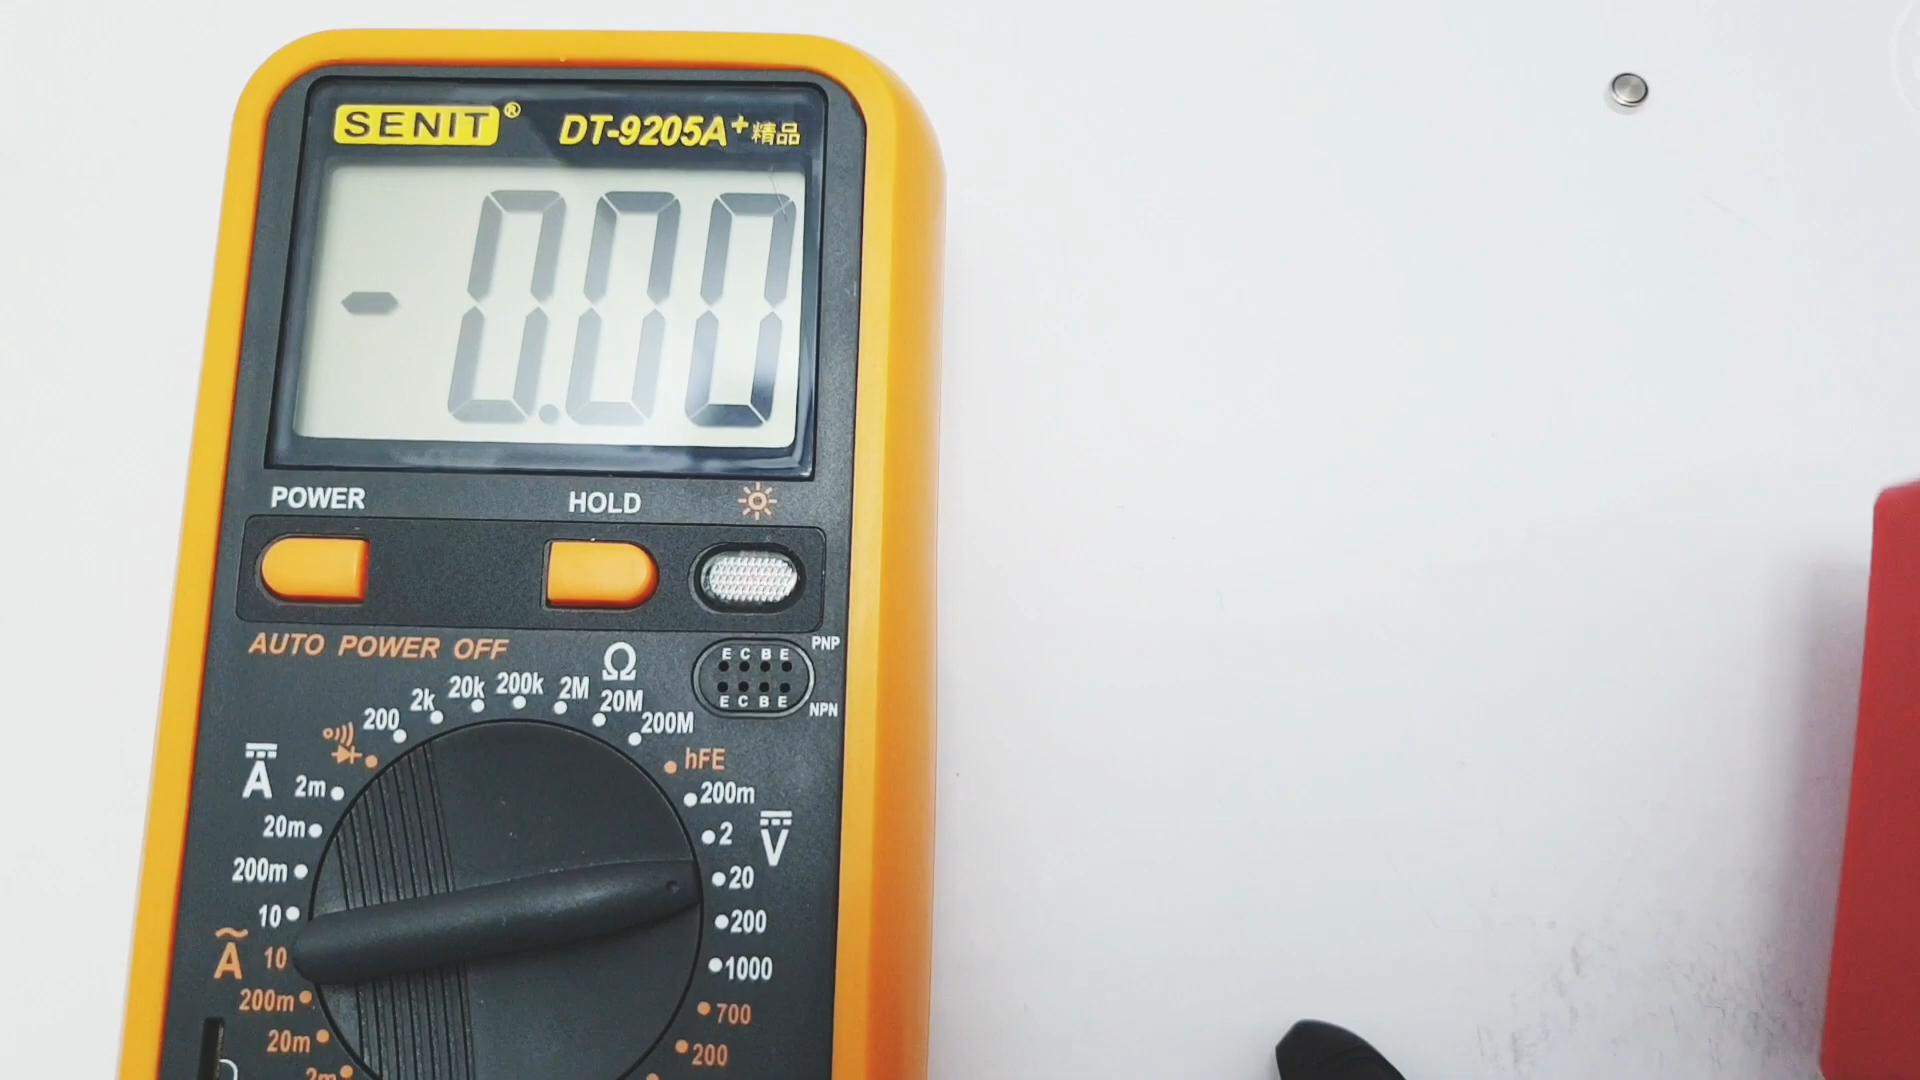 SENIT® DT-9205A+精品
-0.00
POWER HOLD
AUTO POWER OFF
Ω
PNP
E C B E
E C B E
NPN
200 2k 20k 200k 2M 20M 200M
hFE
A
2m
20m
200m
10
A
10
200m
20m
2m
V
200m
2
20
200
1000
700
200